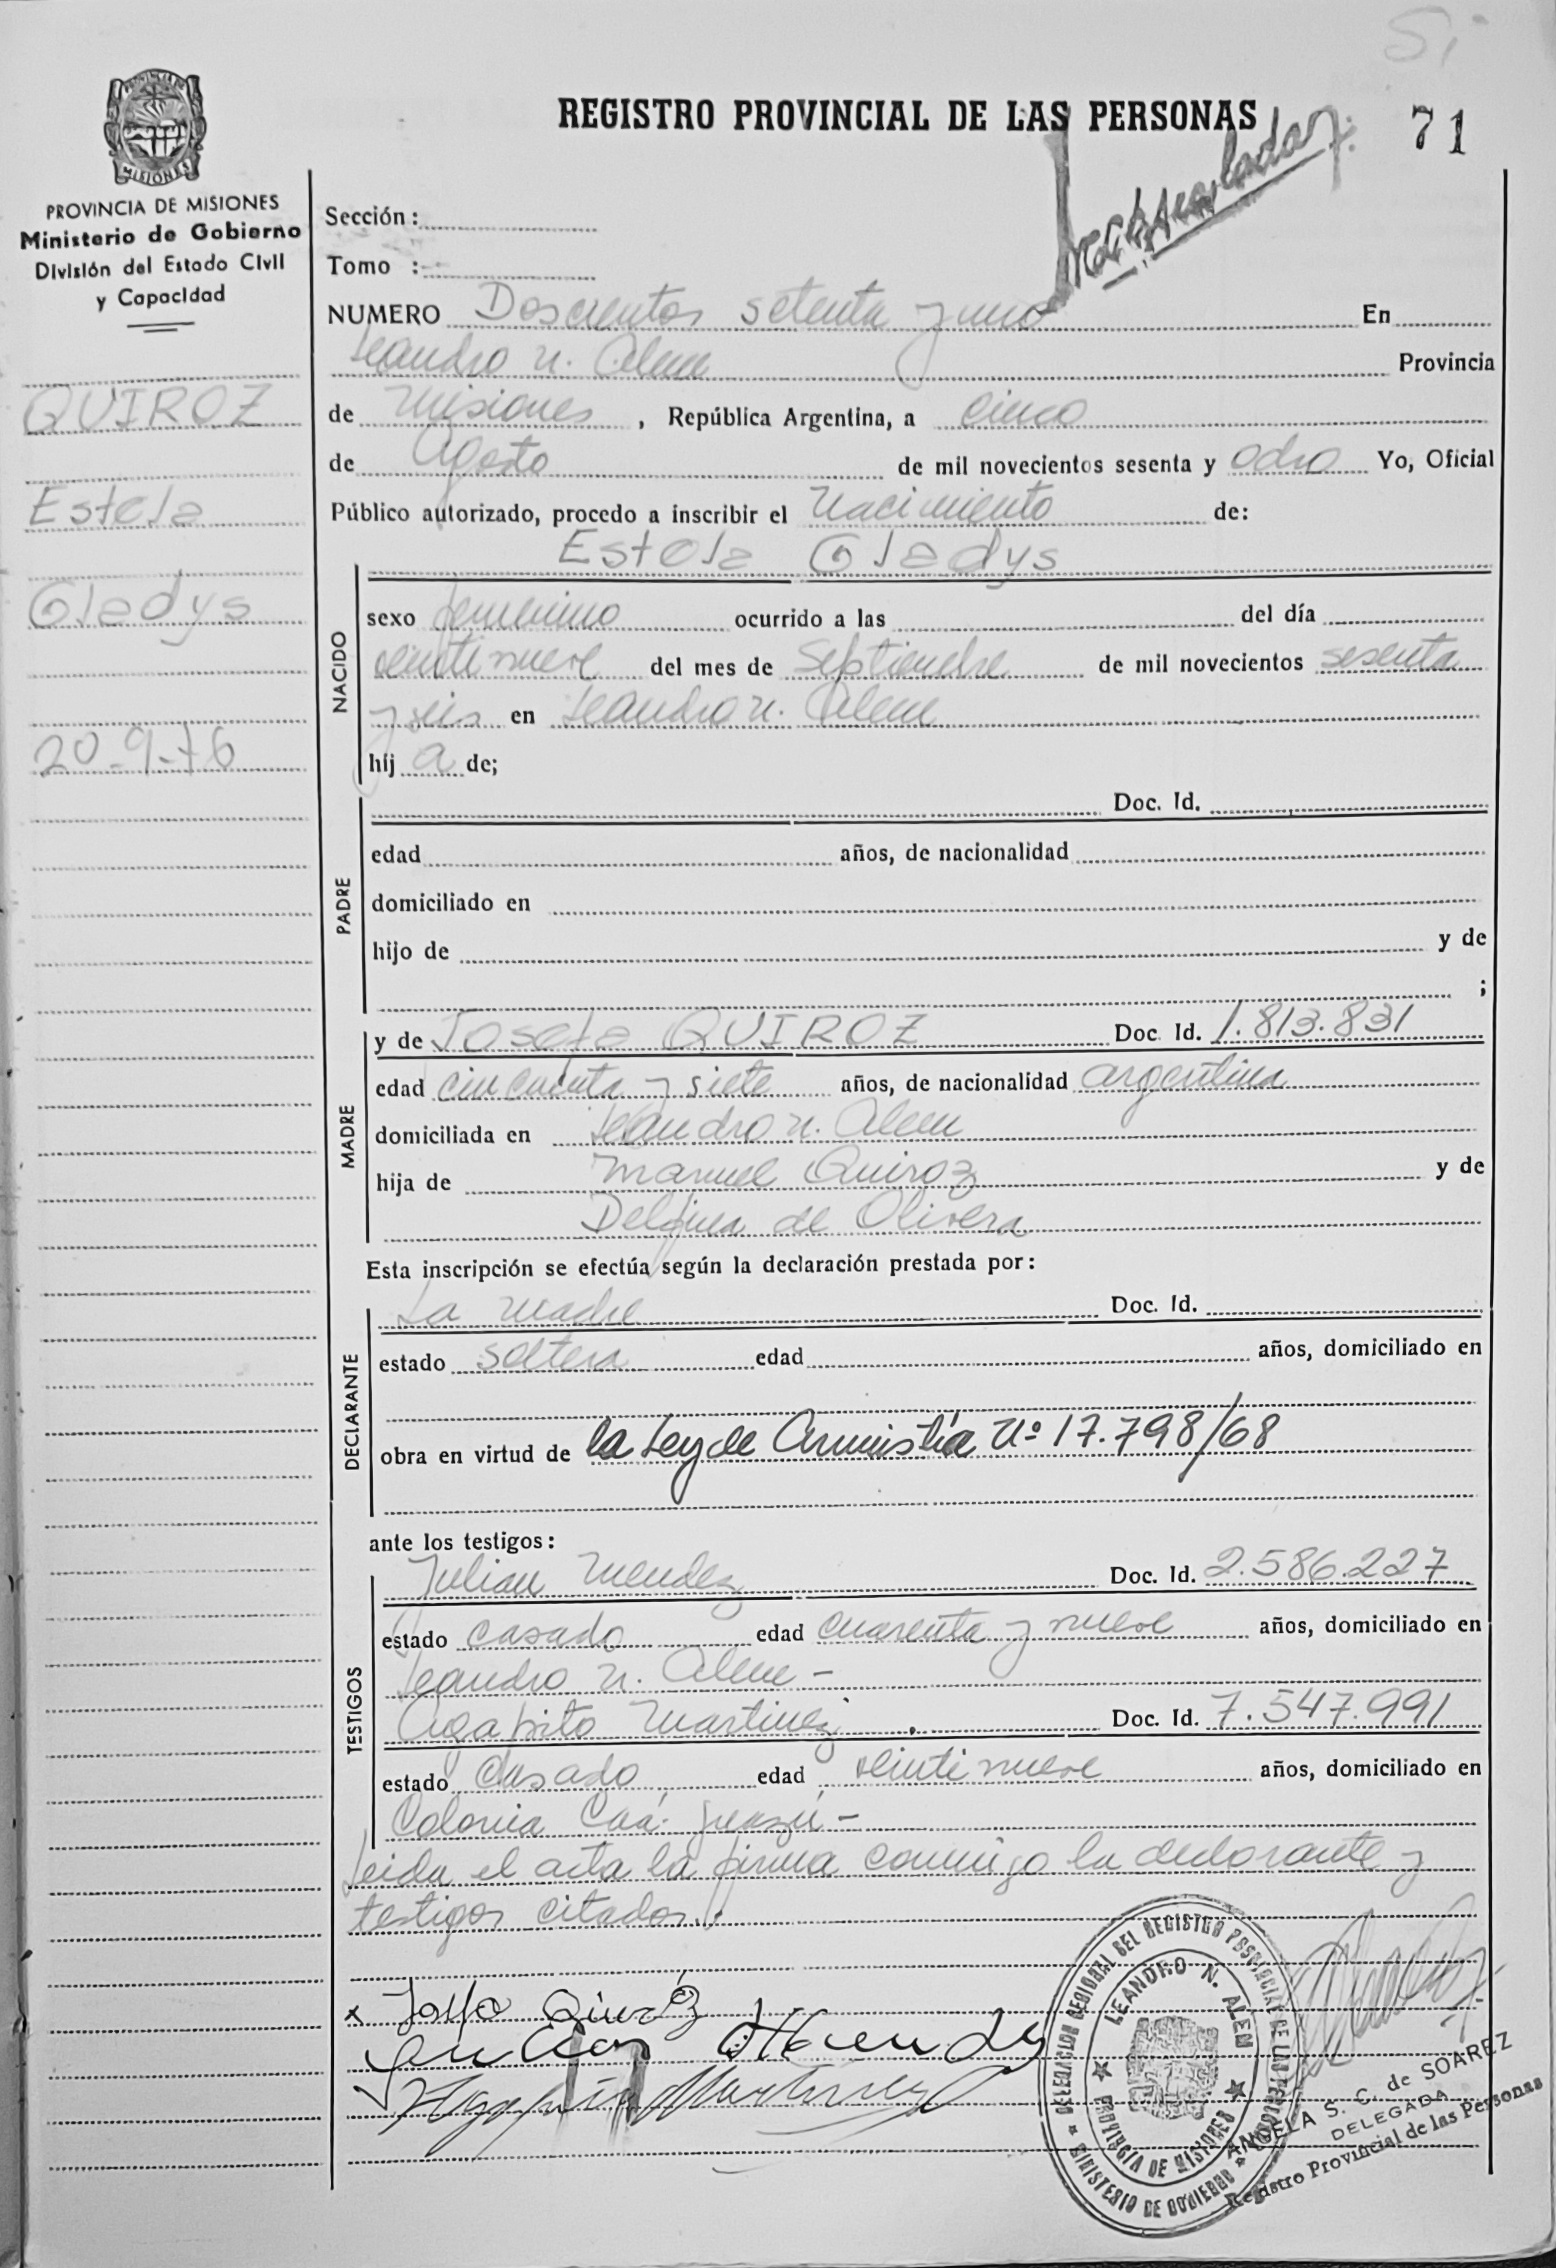 Si
REGISTRO PROVINCIAL DE LAS PERSONAS
71
MISIONES
PROVINCIA DE MISIONES
Ministerio de Gobierno
División del Estado Civil
y Capacidad
QUIROZ
Estela
Gladys
20-9-76
Sección:
Tomo :
NUMERO Doscientos setenta y uno En
Leandro N. Alem Provincia
de Misiones , República Argentina, a cinco
de Agosto de mil novecientos sesenta y ocho Yo, Oficial
Público autorizado, procedo a inscribir el Nacimiento de:
Estela Gladys
NACIDO
sexo femenino ocurrido a las del día
veintinueve del mes de Septiembre de mil novecientos sesenta
y seis en Leandro N. Alem
hij a de;
PADRE
Doc. Id.
edad años, de nacionalidad
domiciliado en
hijo de y de
;
MADRE
y de Josefa QUIROZ Doc. Id. 1.813.831
edad cincuenta y siete años, de nacionalidad argentina
domiciliada en Leandro N. Alem
hija de Manuel Quiroz y de
Delfina de Olivera
Esta inscripción se efectúa según la declaración prestada por:
DECLARANTE
La madre Doc. Id.
estado soltera edad años, domiciliado en
obra en virtud de la Ley de Amnistía Nº 17.798/68
ante los testigos:
TESTIGOS
Julian Mendez Doc. Id. 2.586.227
estado casado edad cuarenta y nueve años, domiciliado en
Leandro N. Alem -
Agapito Martinez Doc. Id. 7.547.991
estado casado edad veintinueve años, domiciliado en
Colonia Caá-guazú -
Leida el acta la firma conmigo la declarante y
testigos citados.
x Quiroz
Mendez
Martinez
DELEGACION REGIONAL DEL REGISTRO PROVINCIAL DE LAS PERSONAS
MINISTERIO DE GOBIERNO
LEANDRO N. ALEM
PROVINCIA DE MISIONES
ANGELA S. C. de SOAREZ
DELEGADA
Registro Provincial de las Personas